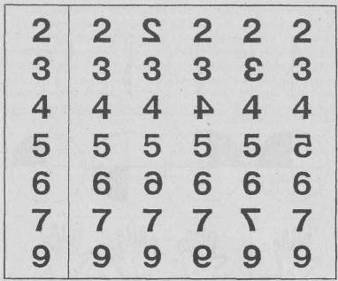 2 2 2 2 2 2
3 3 3 3 3 3
4 4 4 4 4 4
5 5 5 5 5 5
6 6 6 6 6 6
7 7 7 7 7 7
9 9 9 9 9 9